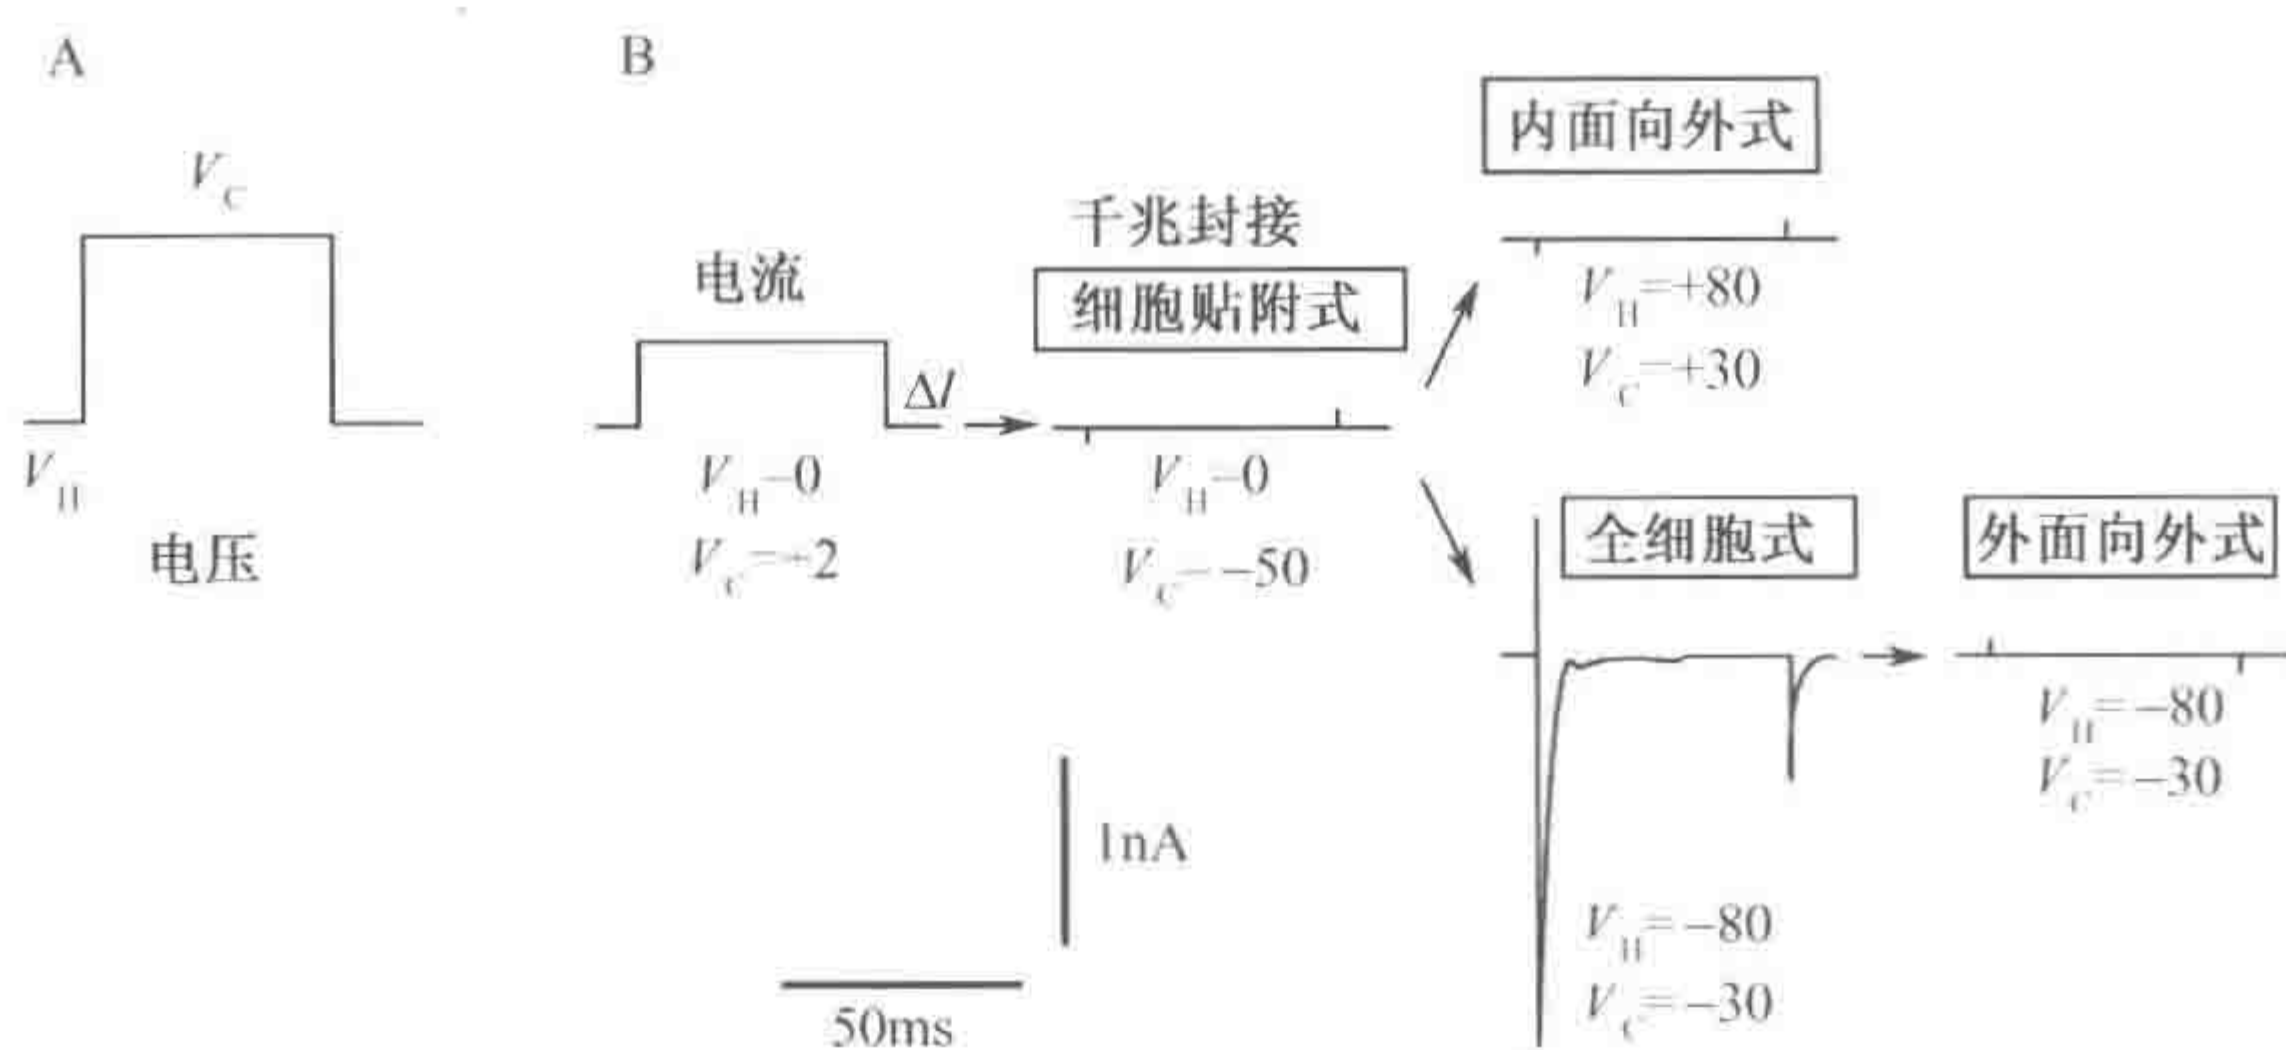 A
V_C
V_H
电压
B
电流
ΔI
V_H=0
V_C=+2
千兆封接
细胞贴附式
V_H=0
V_C=-50
内面向外式
V_H=+80
V_C=+30
全细胞式
V_H=-80
V_C=-30
外面向外式
V_H=-80
V_C=-30
1nA
50ms